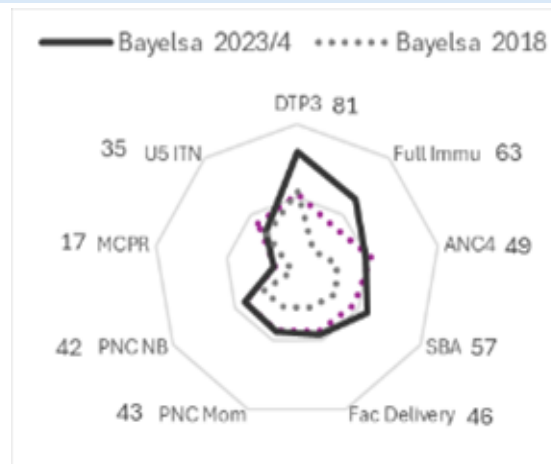 Bayelsa 2023/4 Bayelsa 2018
DTP3 81
35 U5 ITN Full Immu 63
17 MCPR ANC4 49
42 PNC NB SBA 57
43 PNC Mom Fac Delivery 46